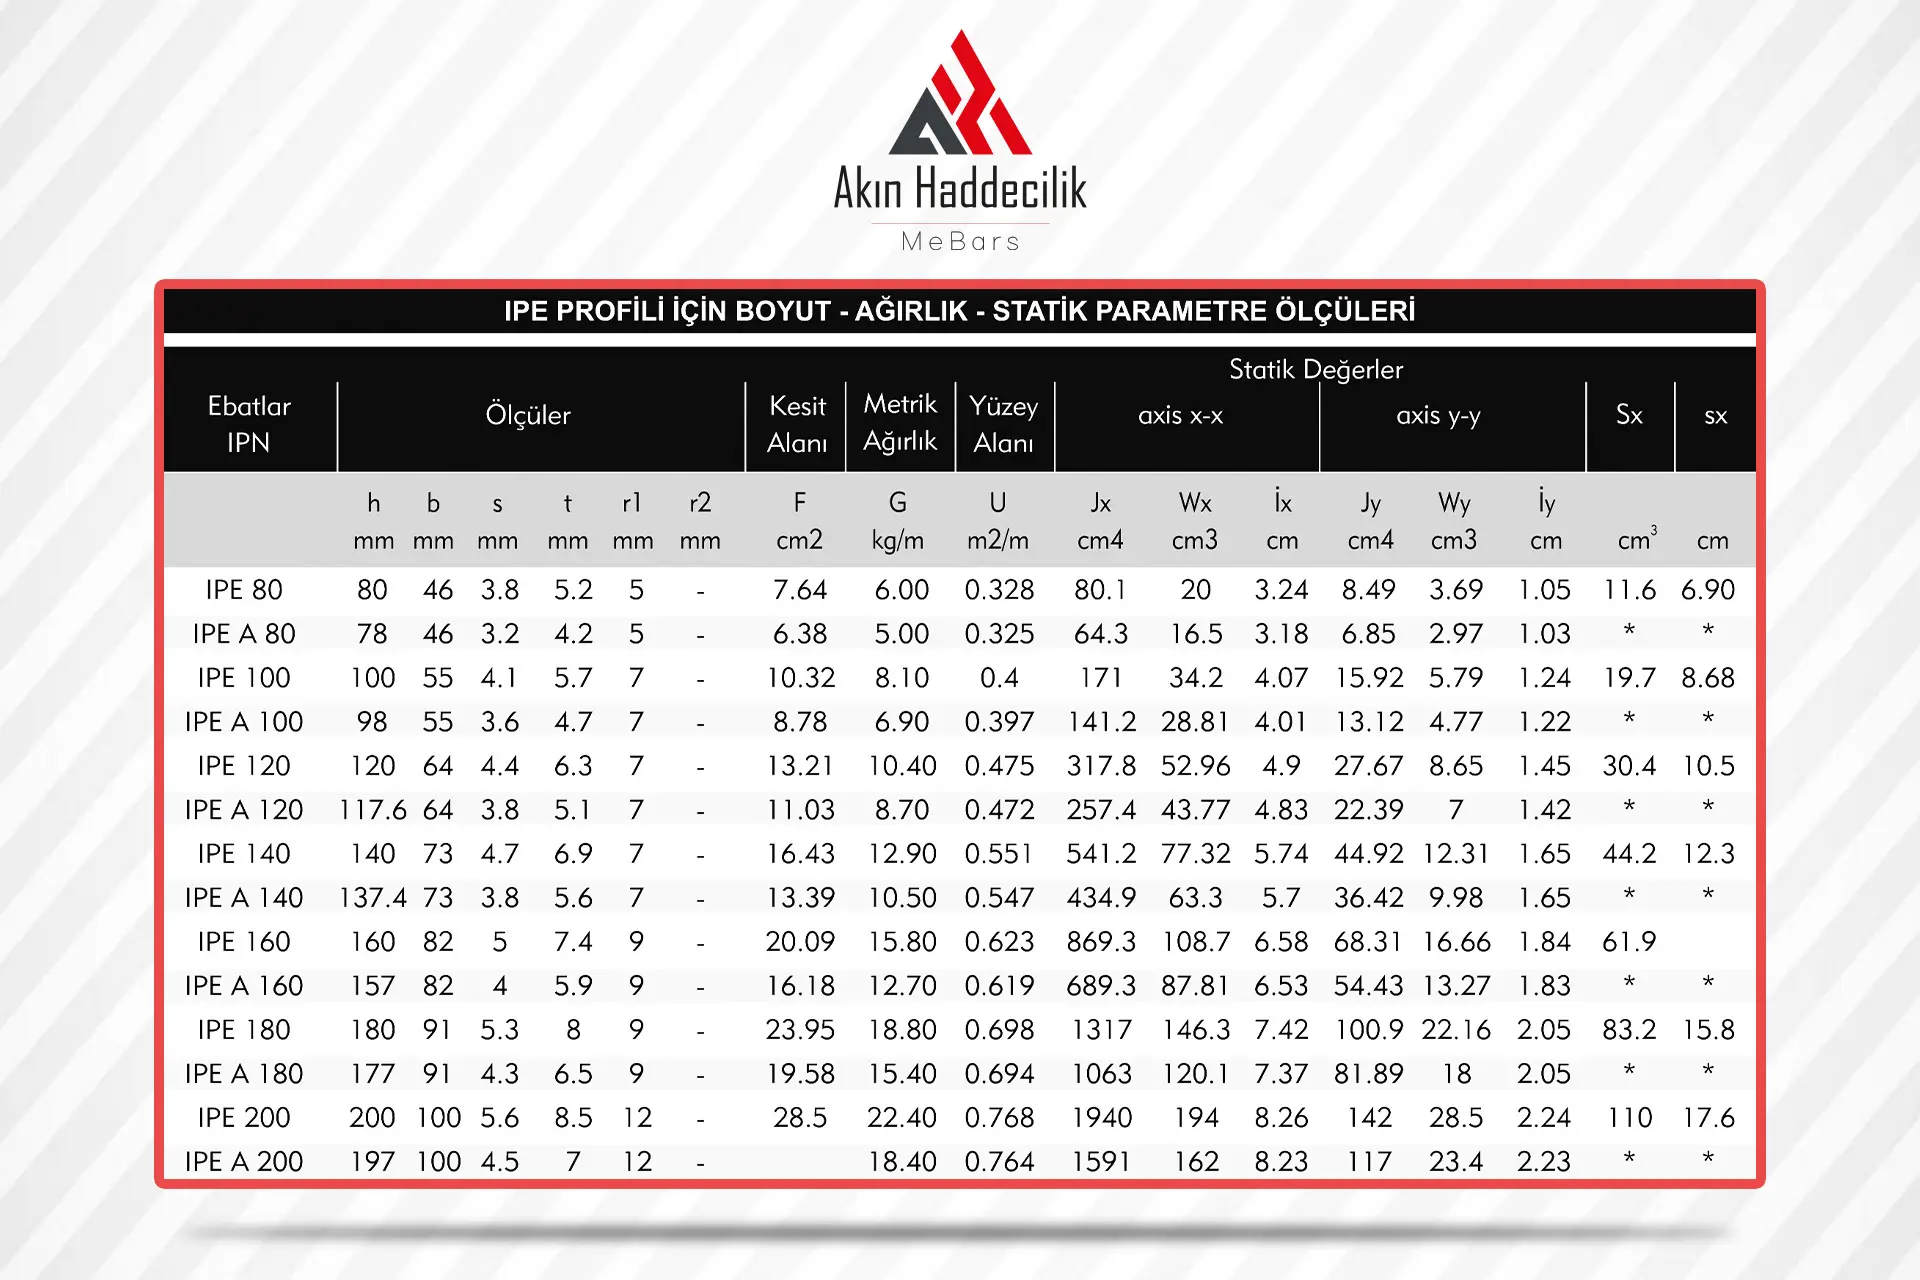 Akın Haddecilik
MeBars
IPE PROFİLİ İÇİN BOYUT - AĞIRLIK - STATİK PARAMETRE ÖLÇÜLERİ
Statik Değerler
Ebatlar IPN Ölçüler Kesit Alanı Metrik Ağırlık Yüzey Alanı axis x-x axis y-y Sx sx
h b s t r1 r2 F G U Jx Wx İx Jy Wy İy
mm mm mm mm mm mm cm2 kg/m m2/m cm4 cm3 cm cm4 cm3 cm cm³ cm
IPE 80 80 46 3.8 5.2 5 - 7.64 6.00 0.328 80.1 20 3.24 8.49 3.69 1.05 11.6 6.90
IPE A 80 78 46 3.2 4.2 5 - 6.38 5.00 0.325 64.3 16.5 3.18 6.85 2.97 1.03 * *
IPE 100 100 55 4.1 5.7 7 - 10.32 8.10 0.4 171 34.2 4.07 15.92 5.79 1.24 19.7 8.68
IPE A 100 98 55 3.6 4.7 7 - 8.78 6.90 0.397 141.2 28.81 4.01 13.12 4.77 1.22 * *
IPE 120 120 64 4.4 6.3 7 - 13.21 10.40 0.475 317.8 52.96 4.9 27.67 8.65 1.45 30.4 10.5
IPE A 120 117.6 64 3.8 5.1 7 - 11.03 8.70 0.472 257.4 43.77 4.83 22.39 7 1.42 * *
IPE 140 140 73 4.7 6.9 7 - 16.43 12.90 0.551 541.2 77.32 5.74 44.92 12.31 1.65 44.2 12.3
IPE A 140 137.4 73 3.8 5.6 7 - 13.39 10.50 0.547 434.9 63.3 5.7 36.42 9.98 1.65 * *
IPE 160 160 82 5 7.4 9 - 20.09 15.80 0.623 869.3 108.7 6.58 68.31 16.66 1.84 61.9
IPE A 160 157 82 4 5.9 9 - 16.18 12.70 0.619 689.3 87.81 6.53 54.43 13.27 1.83 * *
IPE 180 180 91 5.3 8 9 - 23.95 18.80 0.698 1317 146.3 7.42 100.9 22.16 2.05 83.2 15.8
IPE A 180 177 91 4.3 6.5 9 - 19.58 15.40 0.694 1063 120.1 7.37 81.89 18 2.05 * *
IPE 200 200 100 5.6 8.5 12 - 28.5 22.40 0.768 1940 194 8.26 142 28.5 2.24 110 17.6
IPE A 200 197 100 4.5 7 12 - 18.40 0.764 1591 162 8.23 117 23.4 2.23 * *